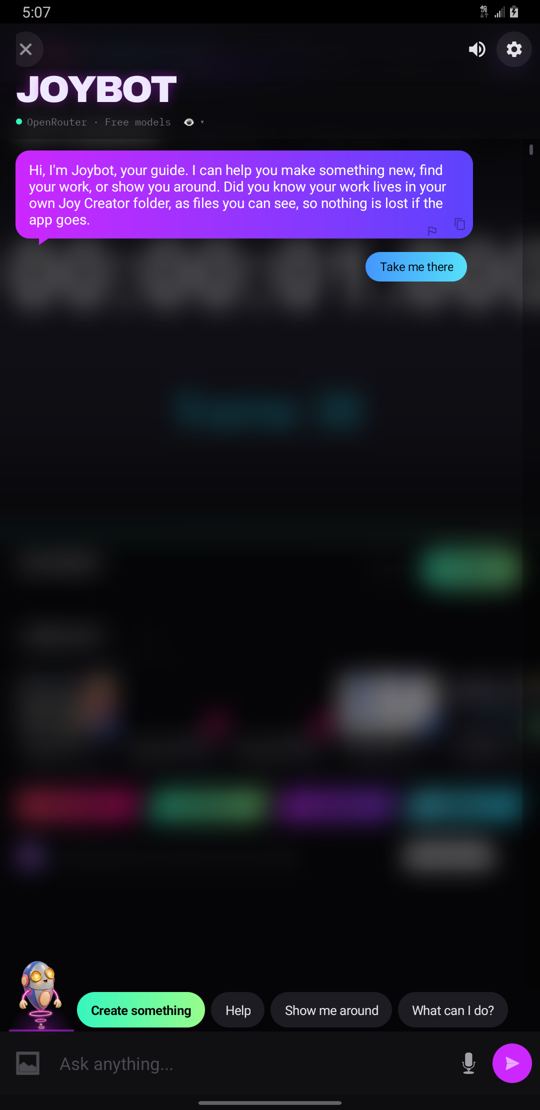 5:07
JOYBOT
OpenRouter · Free models
Hi, I'm Joybot, your guide. I can help you make something new, find
your work, or show you around. Did you know your work lives in your
own Joy Creator folder, as files you can see, so nothing is lost if the
app goes.
Take me there
Create something
Help
Show me around
What can I do?
Ask anything...